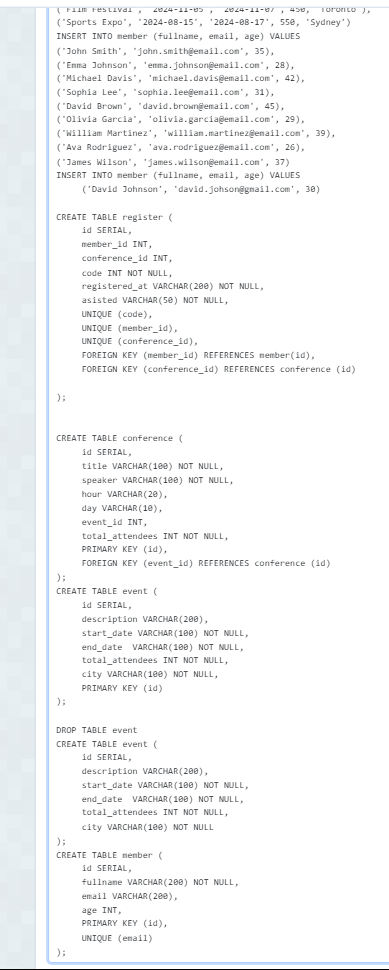 ('Film Festival', '2024-11-05', '2024-11-07', 450, 'Toronto'),
('Sports Expo', '2024-08-15', '2024-08-17', 550, 'Sydney')
INSERT INTO member (fullname, email, age) VALUES
('John Smith', 'john.smith@email.com', 35),
('Emma Johnson', 'emma.johnson@email.com', 28),
('Michael Davis', 'michael.davis@email.com', 42),
('Sophia Lee', 'sophia.lee@email.com', 31),
('David Brown', 'david.brown@email.com', 45),
('Olivia Garcia', 'olivia.garcia@email.com', 29),
('William Martinez', 'william.martinez@email.com', 39),
('Ava Rodriguez', 'ava.rodriguez@email.com', 26),
('James Wilson', 'james.wilson@email.com', 37)
INSERT INTO member (fullname, email, age) VALUES
('David Johnson', 'david.johson@gmail.com', 30)
CREATE TABLE register (
id SERIAL,
member_id INT,
conference_id INT,
code INT NOT NULL,
registered_at VARCHAR(200) NOT NULL,
asisted VARCHAR(50) NOT NULL,
UNIQUE (code),
UNIQUE (member_id),
UNIQUE (conference_id),
FOREIGN KEY (member_id) REFERENCES member(id),
FOREIGN KEY (conference_id) REFERENCES conference (id)
);
CREATE TABLE conference (
id SERIAL,
title VARCHAR(100) NOT NULL,
speaker VARCHAR(100) NOT NULL,
hour VARCHAR(20),
day VARCHAR(10),
event_id INT,
total_attendees INT NOT NULL,
PRIMARY KEY (id),
FOREIGN KEY (event_id) REFERENCES conference (id)
);
CREATE TABLE event (
id SERIAL,
description VARCHAR(200),
start_date VARCHAR(100) NOT NULL,
end_date  VARCHAR(100) NOT NULL,
total_attendees INT NOT NULL,
city VARCHAR(100) NOT NULL,
PRIMARY KEY (id)
);
DROP TABLE event
CREATE TABLE event (
id SERIAL,
description VARCHAR(200),
start_date VARCHAR(100) NOT NULL,
end_date  VARCHAR(100) NOT NULL,
total_attendees INT NOT NULL,
city VARCHAR(100) NOT NULL
);
CREATE TABLE member (
id SERIAL,
fullname VARCHAR(200) NOT NULL,
email VARCHAR(200),
age INT,
PRIMARY KEY (id),
UNIQUE (email)
);